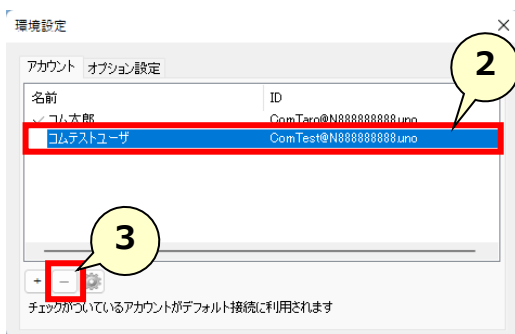 環境設定
アカウント オプション設定
2
名前 ID
コム太郎 ComTaro@N888888888.uno
コムテストユーザ ComTest@N888888888.uno
3
+ −
チェックがついているアカウントがデフォルト接続に利用されます